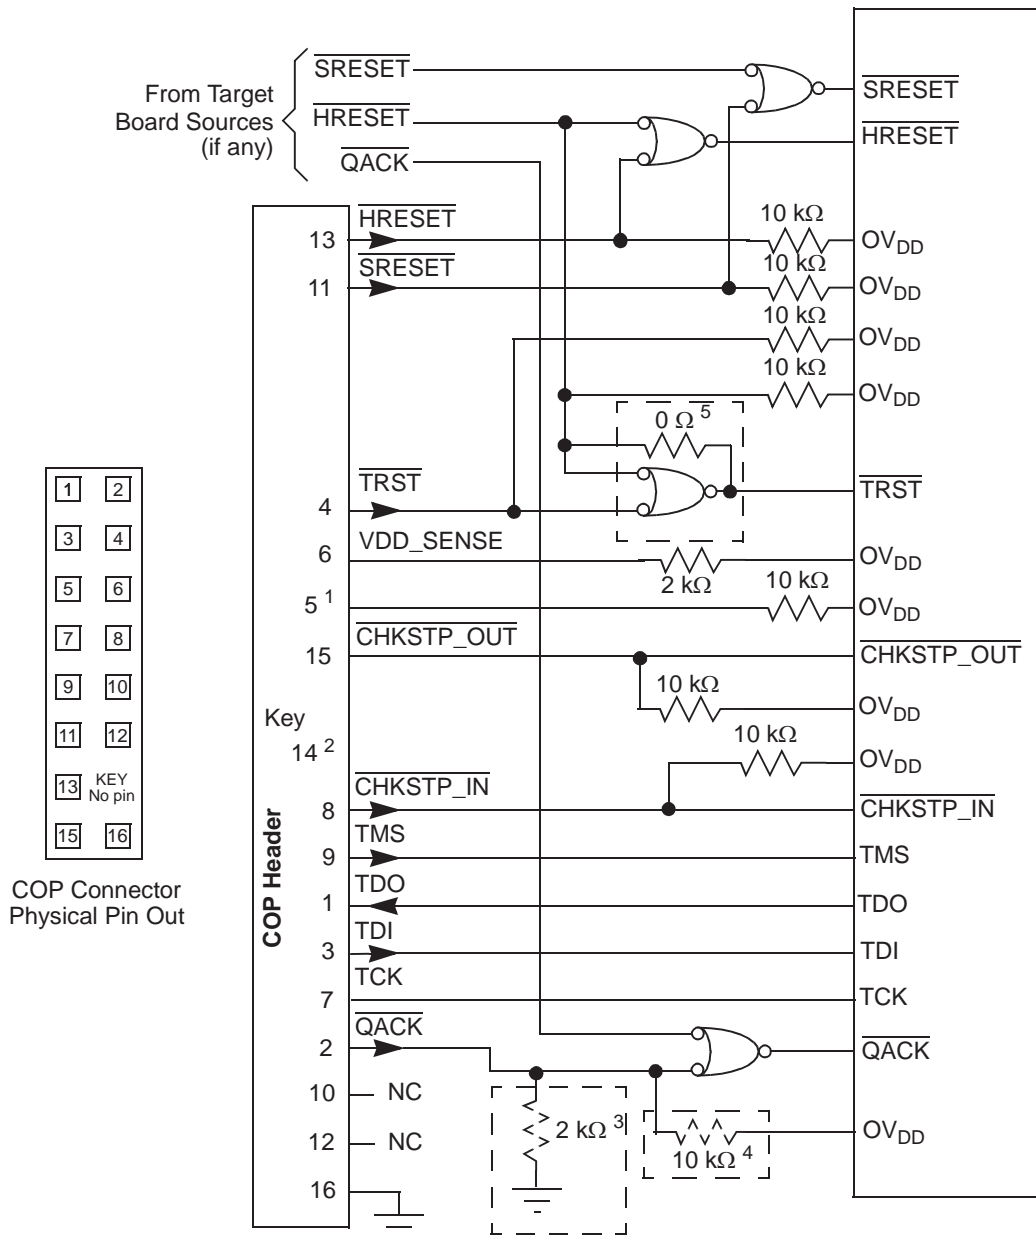 From Target
Board Sources
(if any)
SRESET
HRESET
QACK
SRESET
HRESET
13
HRESET
10 kΩ
OVDD
11
SRESET
10 kΩ
OVDD
10 kΩ
OVDD
10 kΩ
OVDD
0 Ω 5
4
TRST
TRST
6
VDD_SENSE
2 kΩ
OVDD
5 1
10 kΩ
OVDD
15
CHKSTP_OUT
CHKSTP_OUT
10 kΩ
OVDD
Key
14 2
10 kΩ
OVDD
8
CHKSTP_IN
CHKSTP_IN
9
TMS
TMS
1
TDO
TDO
3
TDI
TDI
7
TCK
TCK
2
QACK
QACK
10
NC
2 kΩ 3
10 kΩ 4
OVDD
12
NC
16
COP Header
1 2
3 4
5 6
7 8
9 10
11 12
13 KEY
No pin
15 16
COP Connector
Physical Pin Out